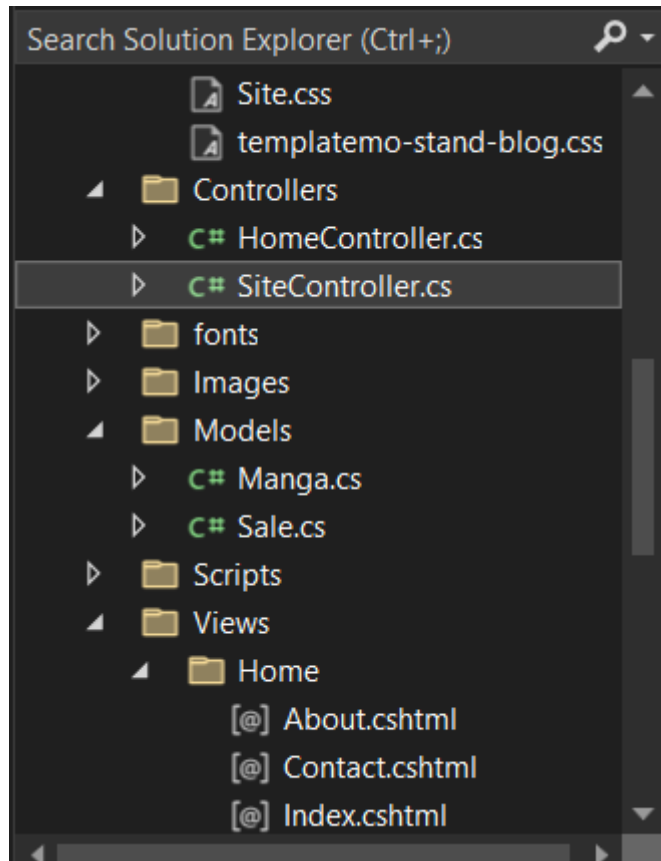 Search Solution Explorer (Ctrl+;)
Site.css
templatemo-stand-blog.css
Controllers
C# HomeController.cs
C# SiteController.cs
fonts
Images
Models
C# Manga.cs
C# Sale.cs
Scripts
Views
Home
[@] About.cshtml
[@] Contact.cshtml
[@] Index.cshtml